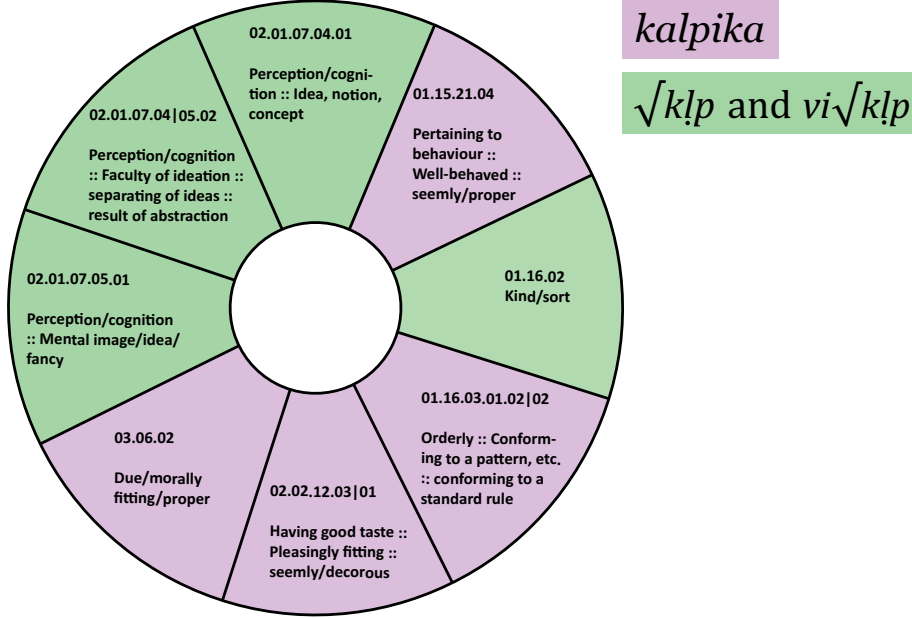 kalpika
√kḷp and vi√kḷp
02.01.07.04.01
Perception/cogni-
tion :: Idea, notion,
concept
01.15.21.04
Pertaining to
behaviour ::
Well-behaved ::
seemly/proper
01.16.02
Kind/sort
01.16.03.01.02|02
Orderly :: Conform-
ing to a pattern, etc.
:: conforming to a
standard rule
02.02.12.03|01
Having good taste ::
Pleasingly fitting ::
seemly/decorous
03.06.02
Due/morally
fitting/proper
02.01.07.05.01
Perception/cognition
:: Mental image/idea/
fancy
02.01.07.04|05.02
Perception/cognition
:: Faculty of ideation ::
separating of ideas ::
result of abstraction